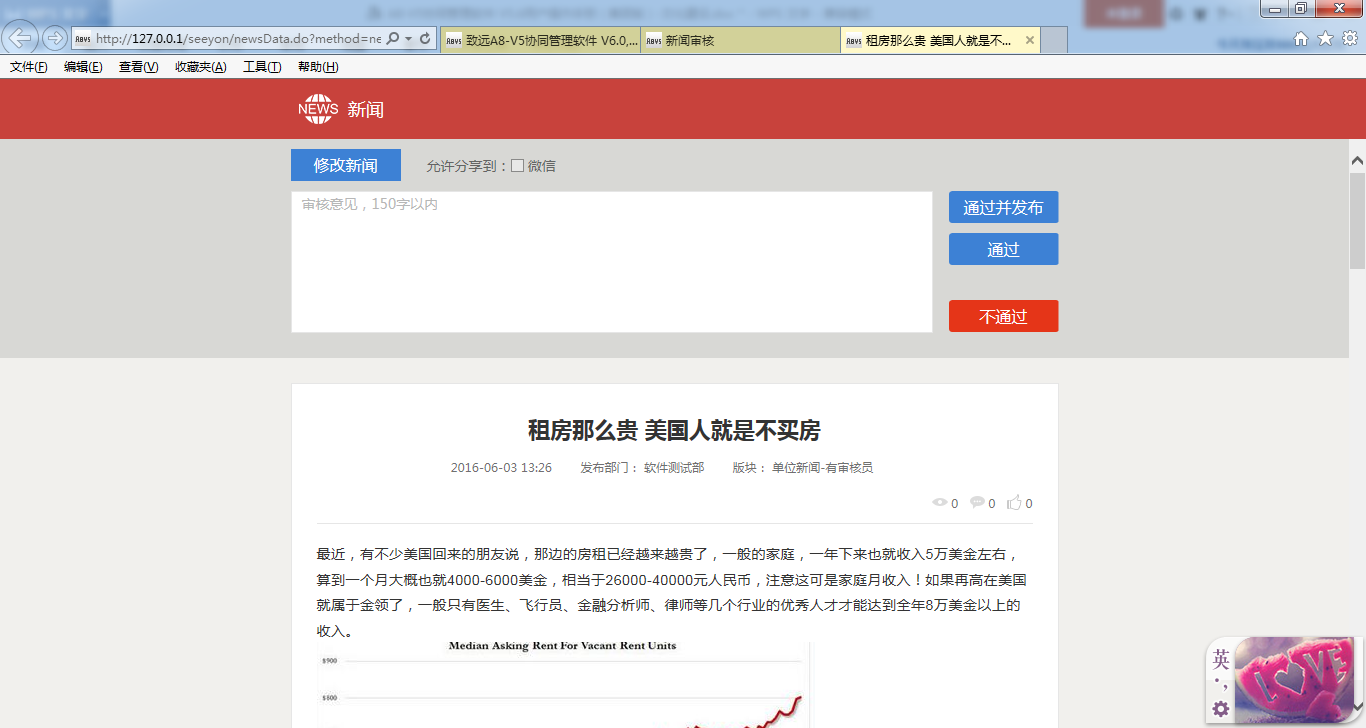 http://127.0.0.1/seeyon/newsData.do?method=ne
A8V5 致远A8-V5协同管理软件 V6.0,...
A8V5 新闻审核
A8V5 租房那么贵 美国人就是不...
文件(F) 编辑(E) 查看(V) 收藏夹(A) 工具(T) 帮助(H)
NEWS 新闻
修改新闻 允许分享到：微信
审核意见，150字以内
通过并发布
通过
不通过
租房那么贵 美国人就是不买房
2016-06-03 13:26 发布部门： 软件测试部 版块： 单位新闻-有审核员
0 0 0
最近，有不少美国回来的朋友说，那边的房租已经越来越贵了，一般的家庭，一年下来也就收入5万美金左右，
算到一个月大概也就4000-6000美金，相当于26000-40000元人民币，注意这可是家庭月收入！如果再高在美国
就属于金领了，一般只有医生、飞行员、金融分析师、律师等几个行业的优秀人才才能达到全年8万美金以上的
收入。
Median Asking Rent For Vacant Rent Units
$900
$800
英
LOVE